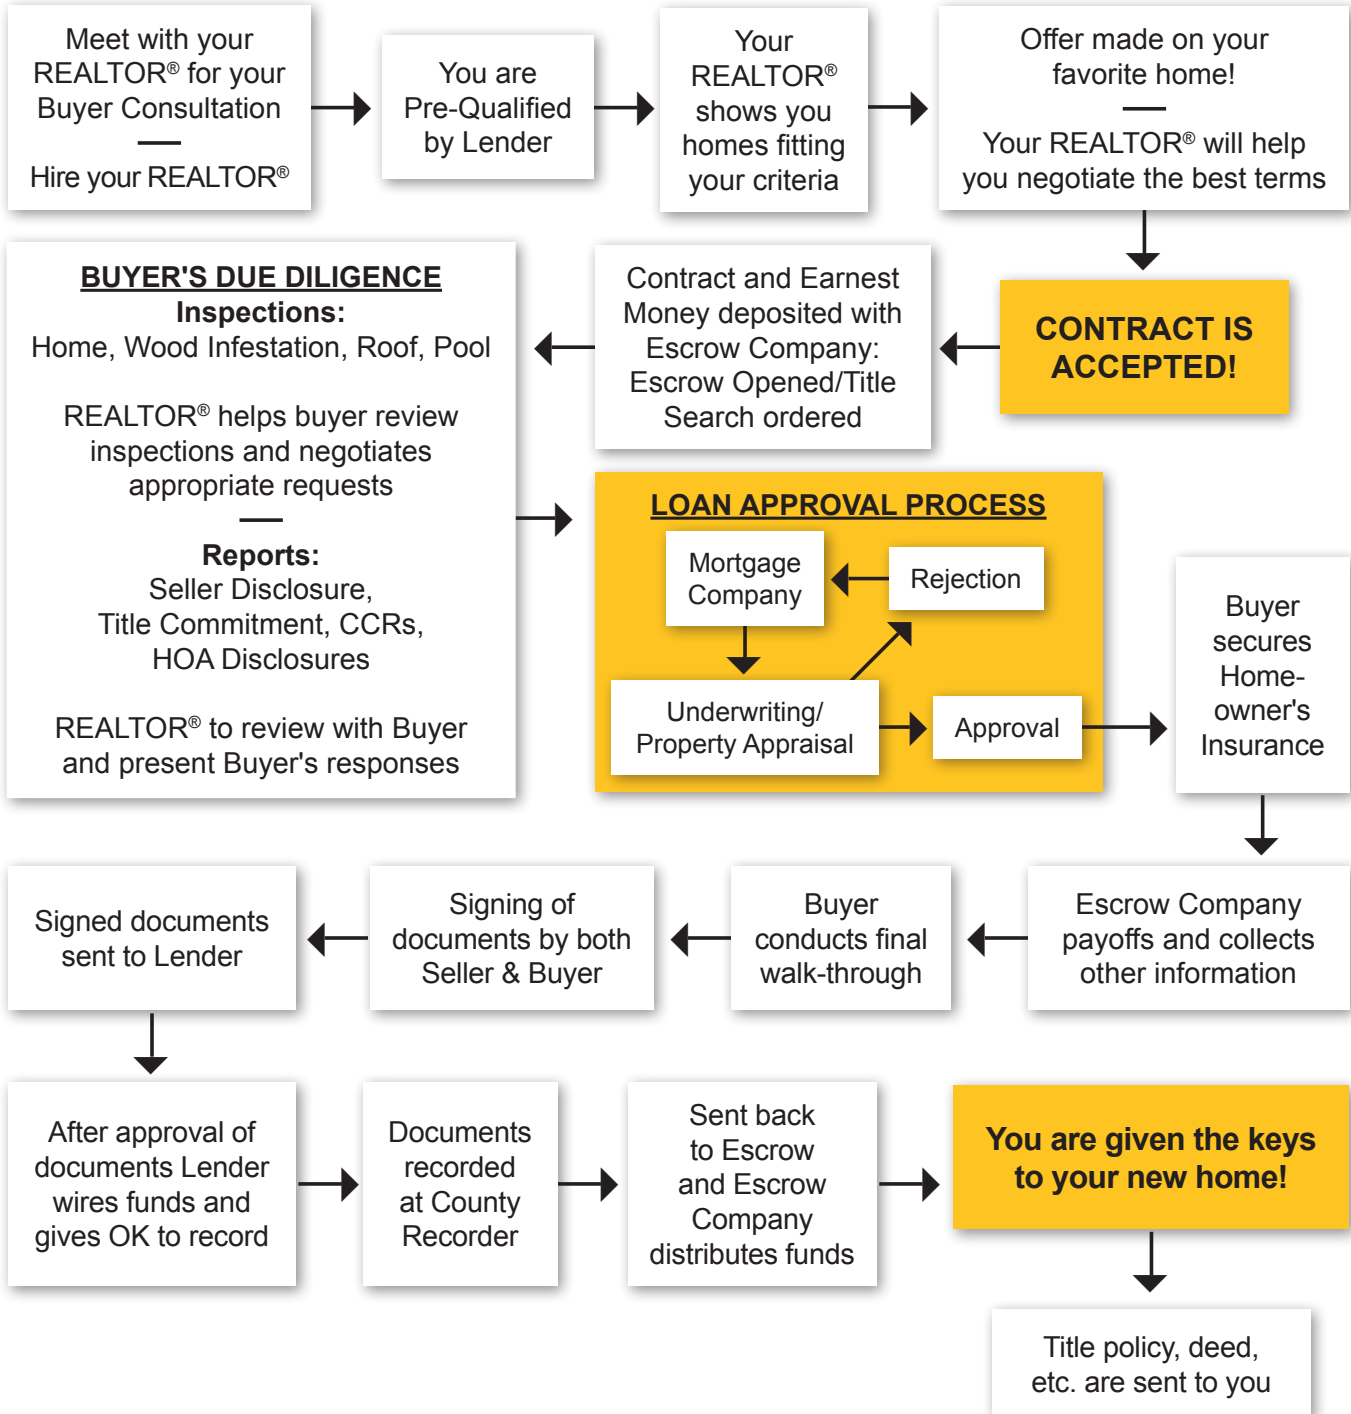 Meet with your
REALTOR® for your
Buyer Consultation
Hire your REALTOR®
You are
Pre-Qualified
by Lender
Your
REALTOR®
shows you
homes fitting
your criteria
Offer made on your
favorite home!
Your REALTOR® will help
you negotiate the best terms
CONTRACT IS
ACCEPTED!
Contract and Earnest
Money deposited with
Escrow Company:
Escrow Opened/Title
Search ordered
BUYER'S DUE DILIGENCE
Inspections:
Home, Wood Infestation, Roof, Pool
REALTOR® helps buyer review
inspections and negotiates
appropriate requests
Reports:
Seller Disclosure,
Title Commitment, CCRs,
HOA Disclosures
REALTOR® to review with Buyer
and present Buyer's responses
LOAN APPROVAL PROCESS
Mortgage
Company
Rejection
Underwriting/
Property Appraisal
Approval
Buyer
secures
Home-
owner's
Insurance
Escrow Company
payoffs and collects
other information
Buyer
conducts final
walk-through
Signing of
documents by both
Seller & Buyer
Signed documents
sent to Lender
After approval of
documents Lender
wires funds and
gives OK to record
Documents
recorded
at County
Recorder
Sent back
to Escrow
and Escrow
Company
distributes funds
You are given the keys
to your new home!
Title policy, deed,
etc. are sent to you